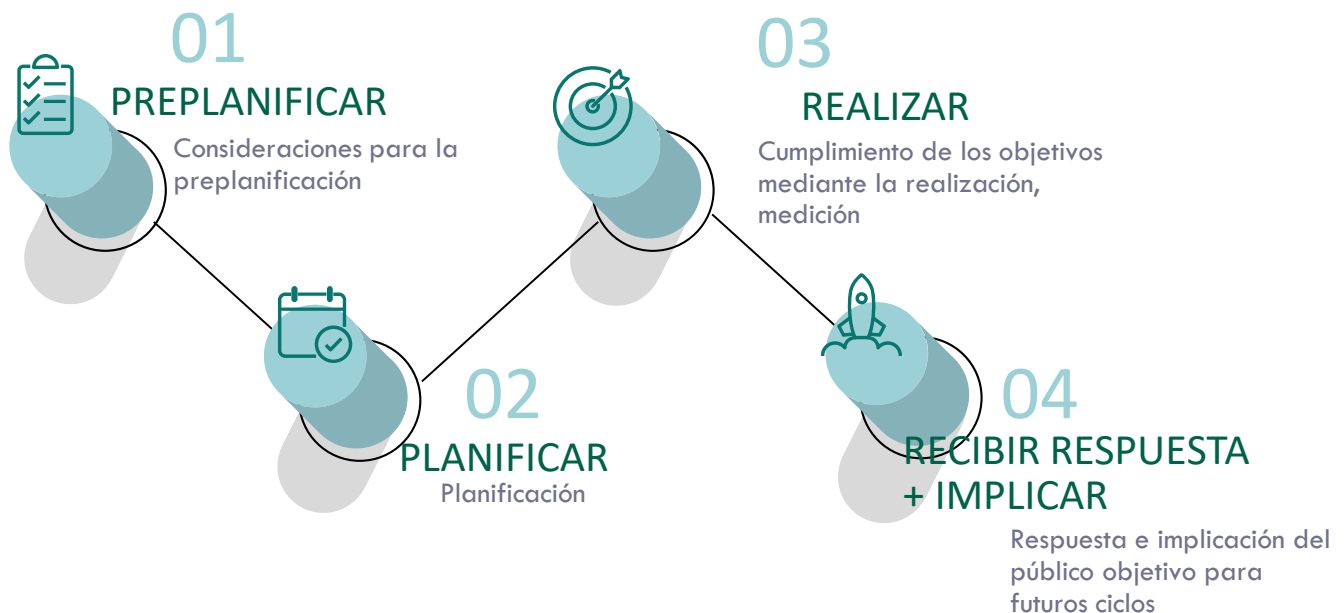 01
PREPLANIFICAR
Consideraciones para la
preplanificación
02
PLANIFICAR
Planificación
03
REALIZAR
Cumplimiento de los objetivos
mediante la realización,
medición
04
RECIBIR RESPUESTA
+ IMPLICAR
Respuesta e implicación del
público objetivo para
futuros ciclos